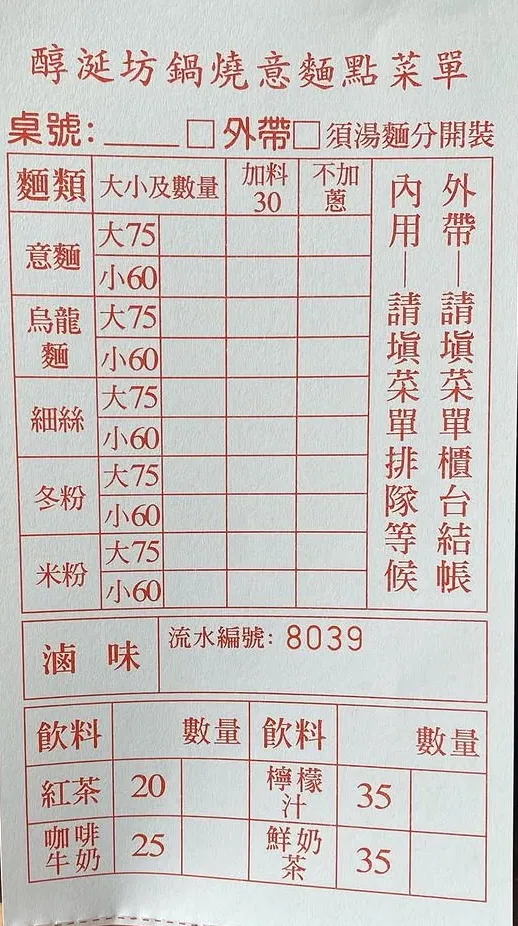 醇涎坊鍋燒意麵點菜單
桌號：_____ □ 外帶□ 須湯麵分開裝
麵類 大小及數量 加料30 不加蔥
意麵 大75
小60
烏龍麵 大75
小60
細絲 大75
小60
冬粉 大75
小60
米粉 大75
小60
外帶－請填菜單櫃台結帳
內用－請填菜單排隊等候
滷味 流水編號：8039
飲料 數量 飲料 數量
紅茶 20 檸檬汁 35
咖啡牛奶 25 鮮奶茶 35